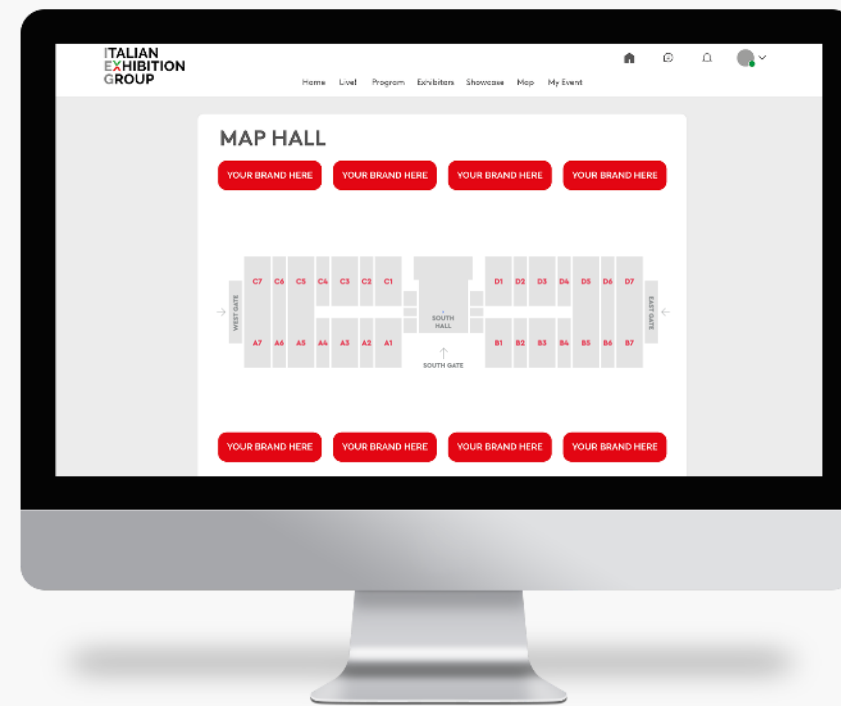 ITALIAN
EXHIBITION
GROUP
Home Live! Program Exhibitors Showcase Map My Event
MAP HALL
YOUR BRAND HERE YOUR BRAND HERE YOUR BRAND HERE YOUR BRAND HERE
C7 C6 C5 C4 C3 C2 C1 D1 D2 D3 D4 D5 D6 D7
WEST GATE
EAST GATE
SOUTH
HALL
A7 A6 A5 A4 A3 A2 A1 B1 B2 B3 B4 B5 B6 B7
SOUTH GATE
YOUR BRAND HERE YOUR BRAND HERE YOUR BRAND HERE YOUR BRAND HERE